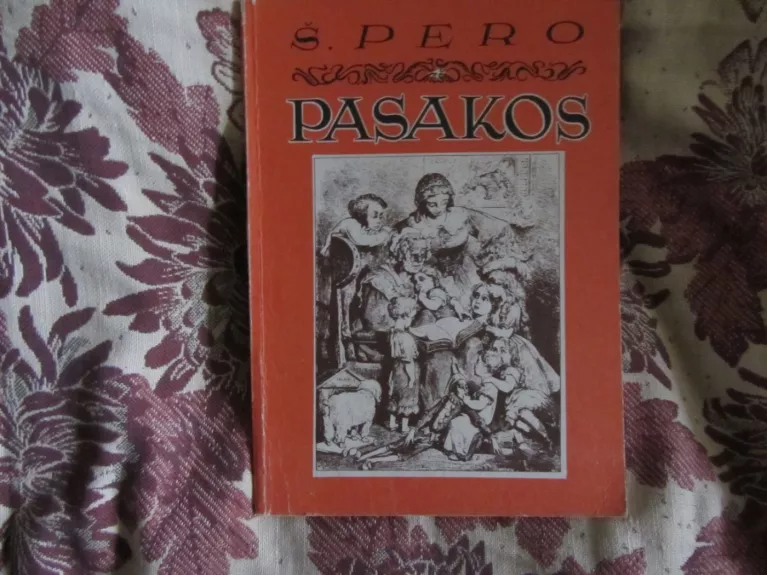 Š. PERO
PASAKOS